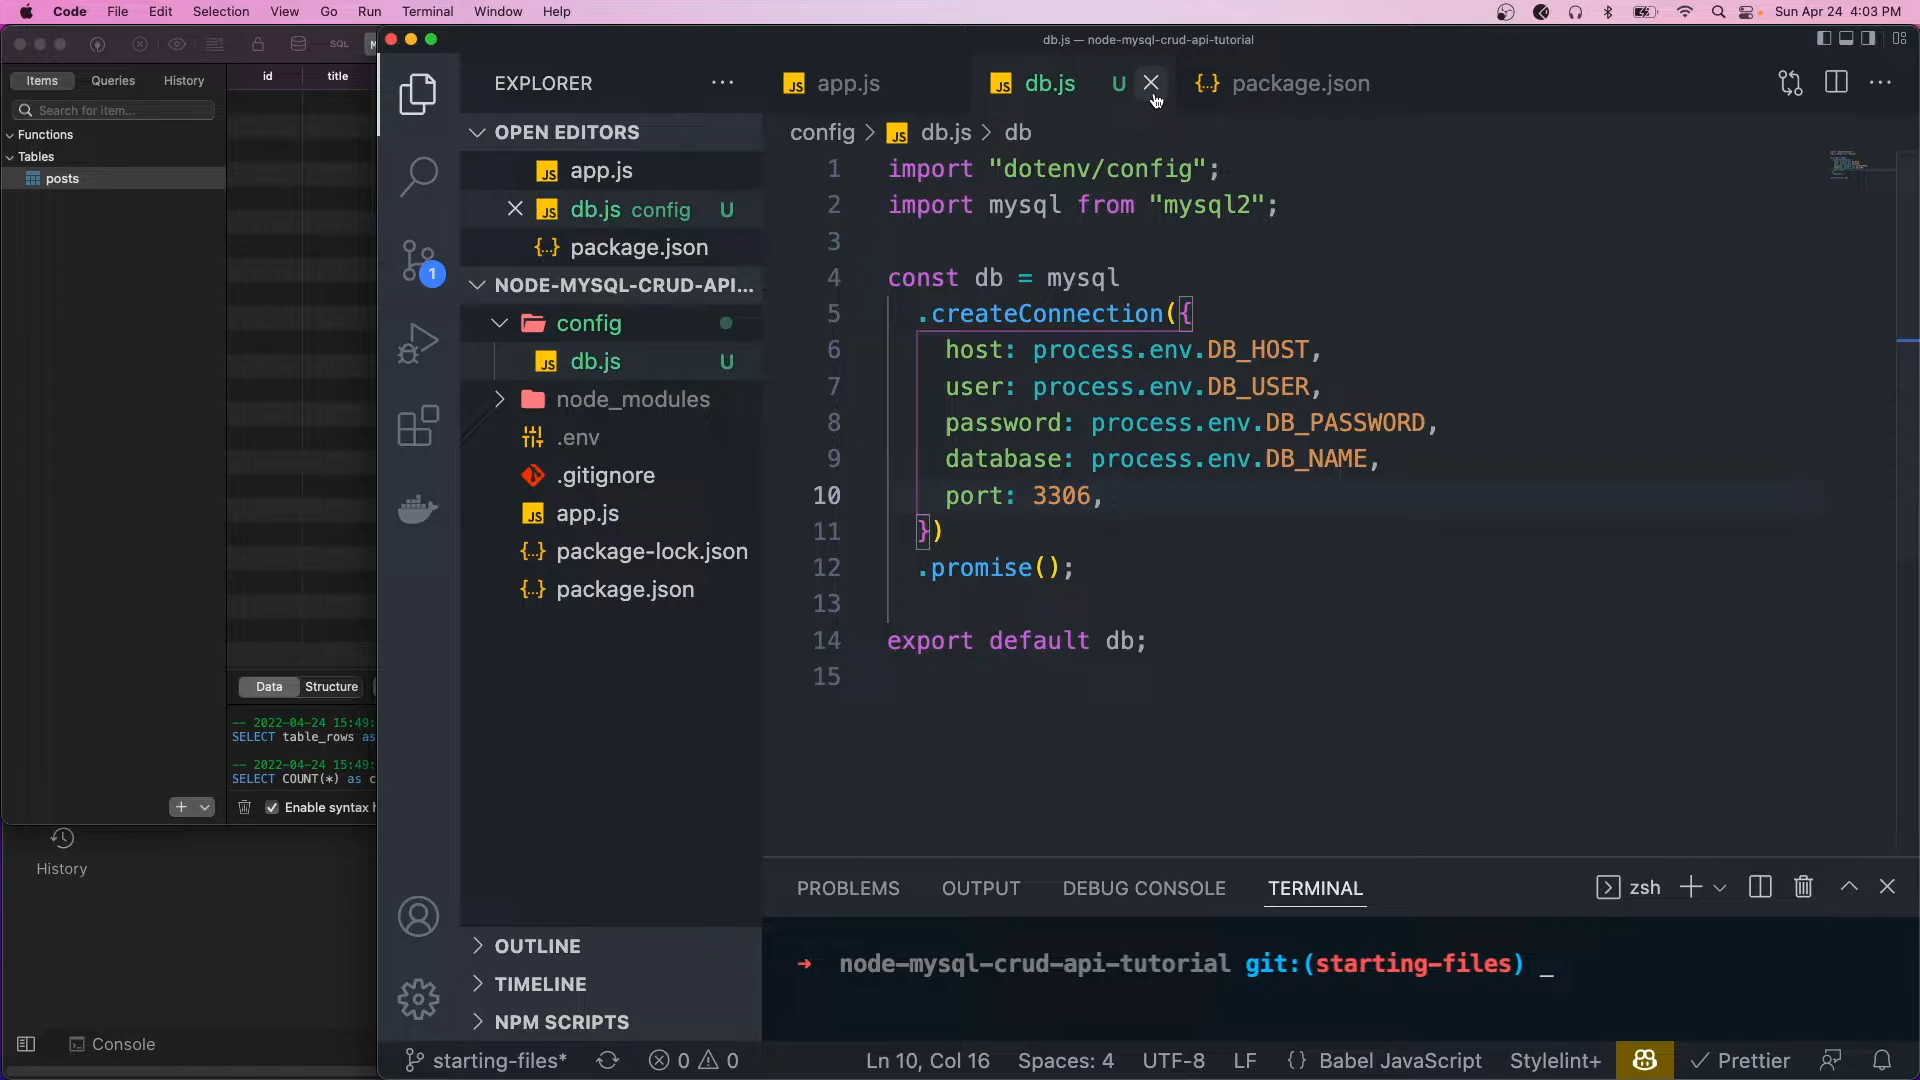 Code File Edit Selection View Go Run Terminal Window Help
Sun Apr 24 4:03 PM
SQL
Items Queries History
id title
Search for item...
Functions
Tables
posts
Data Structure
-- 2022-04-24 15:49:
SELECT table_rows as
-- 2022-04-24 15:49:
SELECT COUNT(*) as c
Enable syntax h
History
Console
db.js — node-mysql-crud-api-tutorial
EXPLORER
OPEN EDITORS
app.js
db.js config U
package.json
NODE-MYSQL-CRUD-API...
config
db.js U
node_modules
.env
.gitignore
app.js
package-lock.json
package.json
OUTLINE
TIMELINE
NPM SCRIPTS
1
app.js db.js U package.json
config > db.js > db
1 import "dotenv/config";
2 import mysql from "mysql2";
3
4 const db = mysql
5 .createConnection({
6 host: process.env.DB_HOST,
7 user: process.env.DB_USER,
8 password: process.env.DB_PASSWORD,
9 database: process.env.DB_NAME,
10 port: 3306,
11 })
12 .promise();
13
14 export default db;
15
PROBLEMS OUTPUT DEBUG CONSOLE TERMINAL
zsh
➜ node-mysql-crud-api-tutorial git:(starting-files) _
starting-files* 0 0
Ln 10, Col 16 Spaces: 4 UTF-8 LF {} Babel JavaScript Stylelint+ Prettier